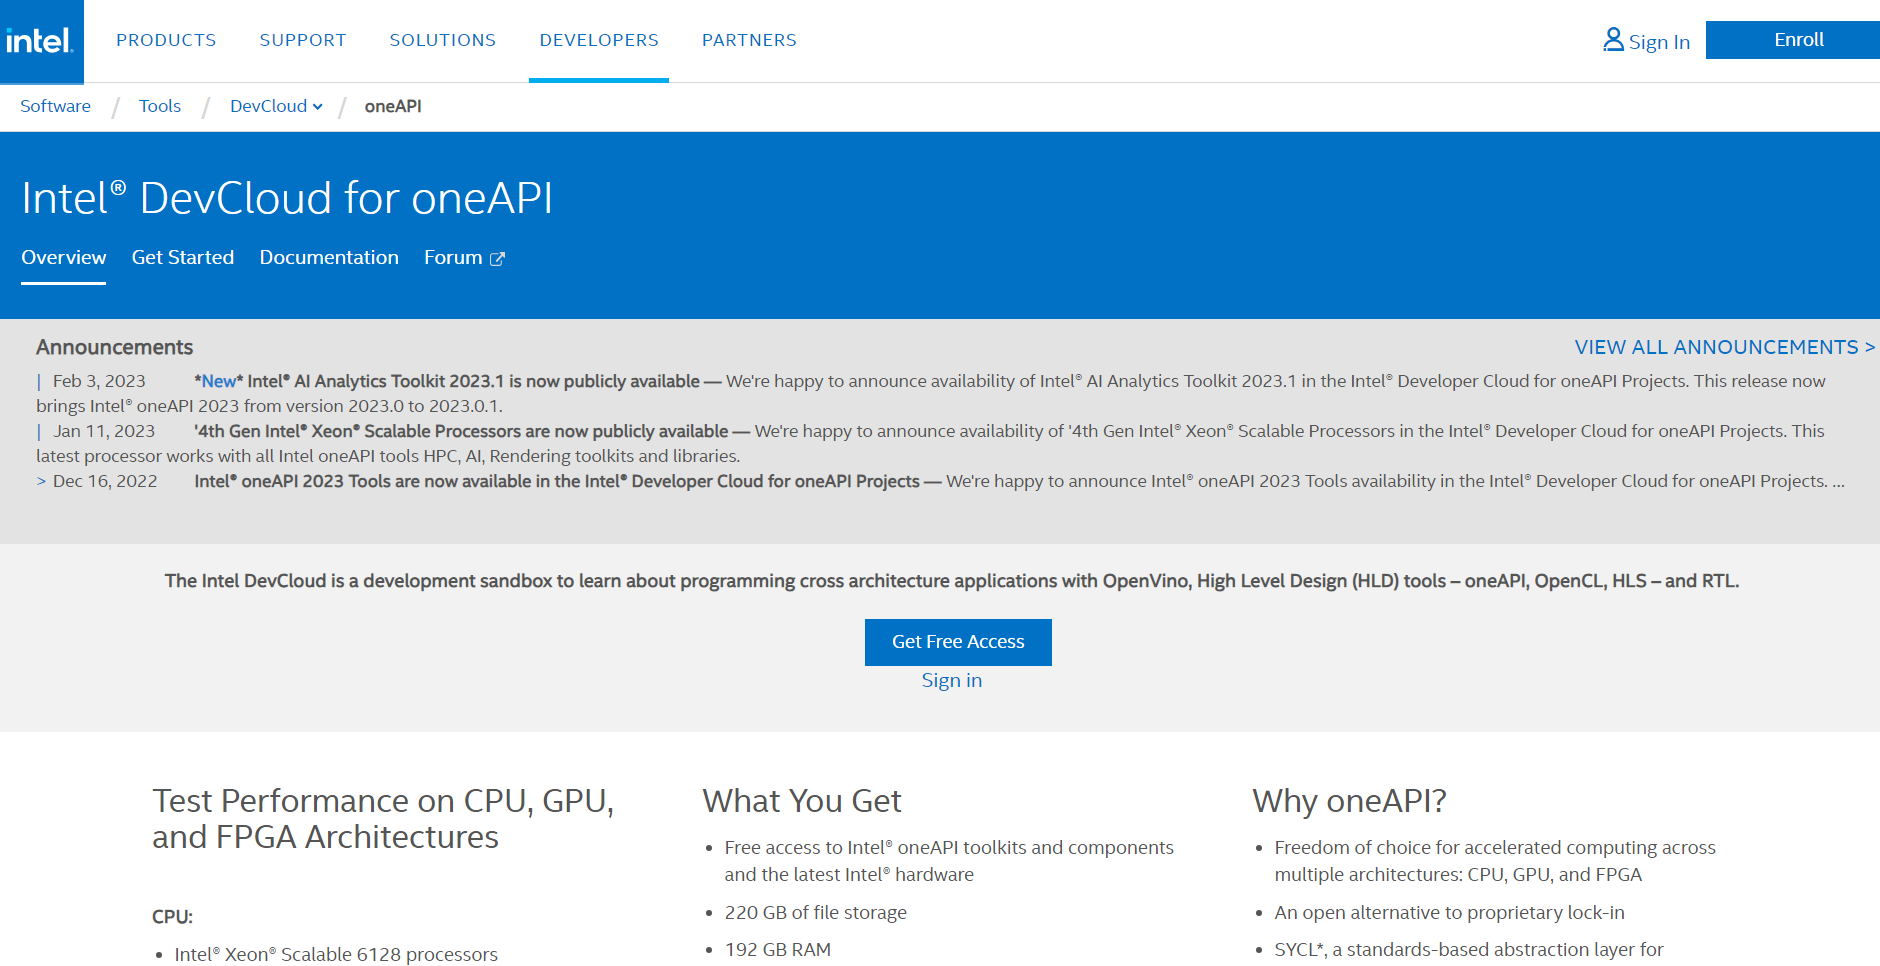 intel.
PRODUCTS SUPPORT SOLUTIONS DEVELOPERS PARTNERS Sign In Enroll
Software / Tools / DevCloud / oneAPI
Intel® DevCloud for oneAPI
Overview Get Started Documentation Forum
Announcements VIEW ALL ANNOUNCEMENTS >
| Feb 3, 2023 *New* Intel® AI Analytics Toolkit 2023.1 is now publicly available — We're happy to announce availability of Intel® AI Analytics Toolkit 2023.1 in the Intel® Developer Cloud for oneAPI Projects. This release now
brings Intel® oneAPI 2023 from version 2023.0 to 2023.0.1.
| Jan 11, 2023 '4th Gen Intel® Xeon® Scalable Processors are now publicly available — We're happy to announce availability of '4th Gen Intel® Xeon® Scalable Processors in the Intel® Developer Cloud for oneAPI Projects. This
latest processor works with all Intel oneAPI tools HPC, AI, Rendering toolkits and libraries.
> Dec 16, 2022 Intel® oneAPI 2023 Tools are now available in the Intel® Developer Cloud for oneAPI Projects — We're happy to announce Intel® oneAPI 2023 Tools availability in the Intel® Developer Cloud for oneAPI Projects. ...
The Intel DevCloud is a development sandbox to learn about programming cross architecture applications with OpenVino, High Level Design (HLD) tools – oneAPI, OpenCL, HLS – and RTL.
Get Free Access
Sign in
Test Performance on CPU, GPU,
and FPGA Architectures
CPU:
• Intel® Xeon® Scalable 6128 processors
What You Get
• Free access to Intel® oneAPI toolkits and components
and the latest Intel® hardware
• 220 GB of file storage
• 192 GB RAM
Why oneAPI?
• Freedom of choice for accelerated computing across
multiple architectures: CPU, GPU, and FPGA
• An open alternative to proprietary lock-in
• SYCL*, a standards-based abstraction layer for